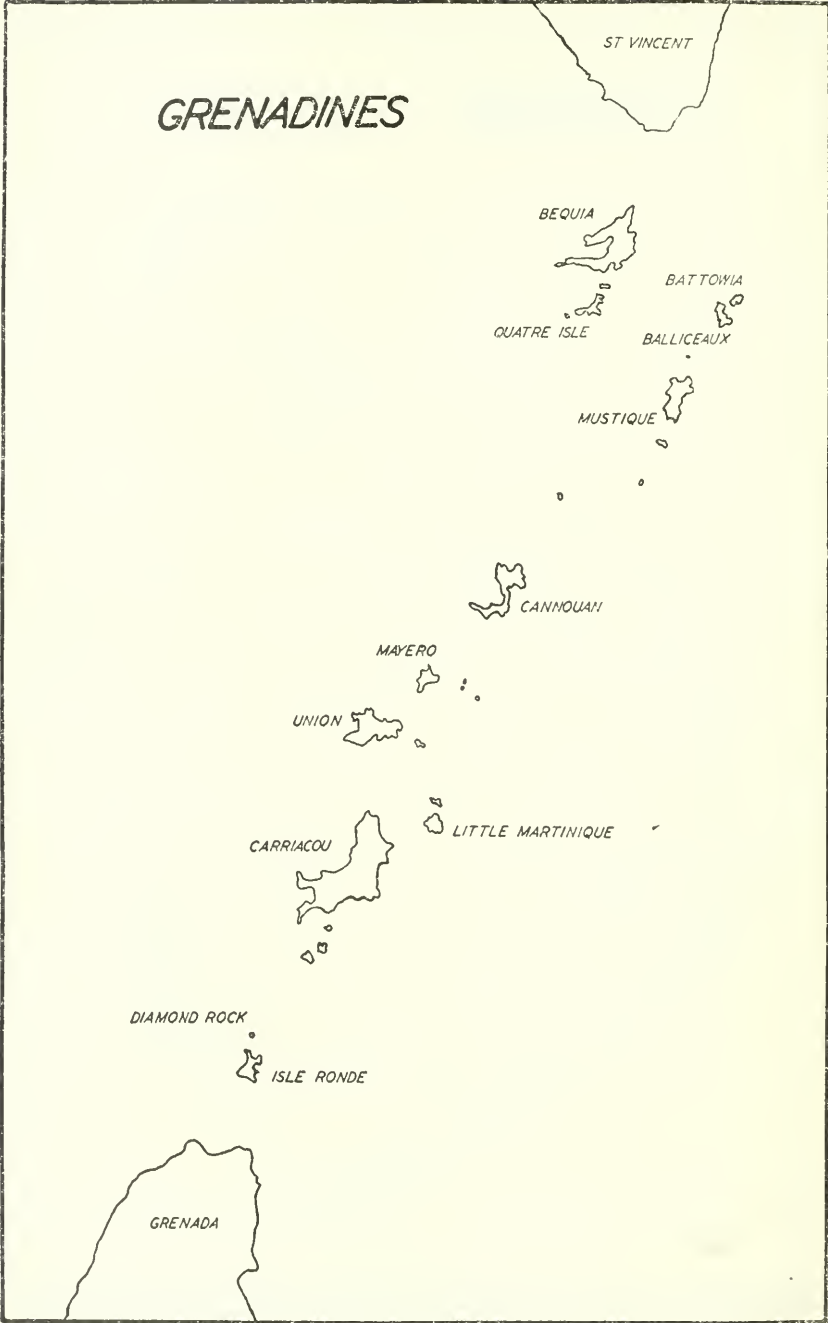 ST VINCENT
GRENADINES
BEQUIA
BATTOWIA
QUATRE ISLE
BALLICEAUX
MUSTIQUE
CANNOUAN
MAYERO
UNION
LITTLE MARTINIQUE
CARRIACOU
DIAMOND ROCK
ISLE RONDE
GRENADA